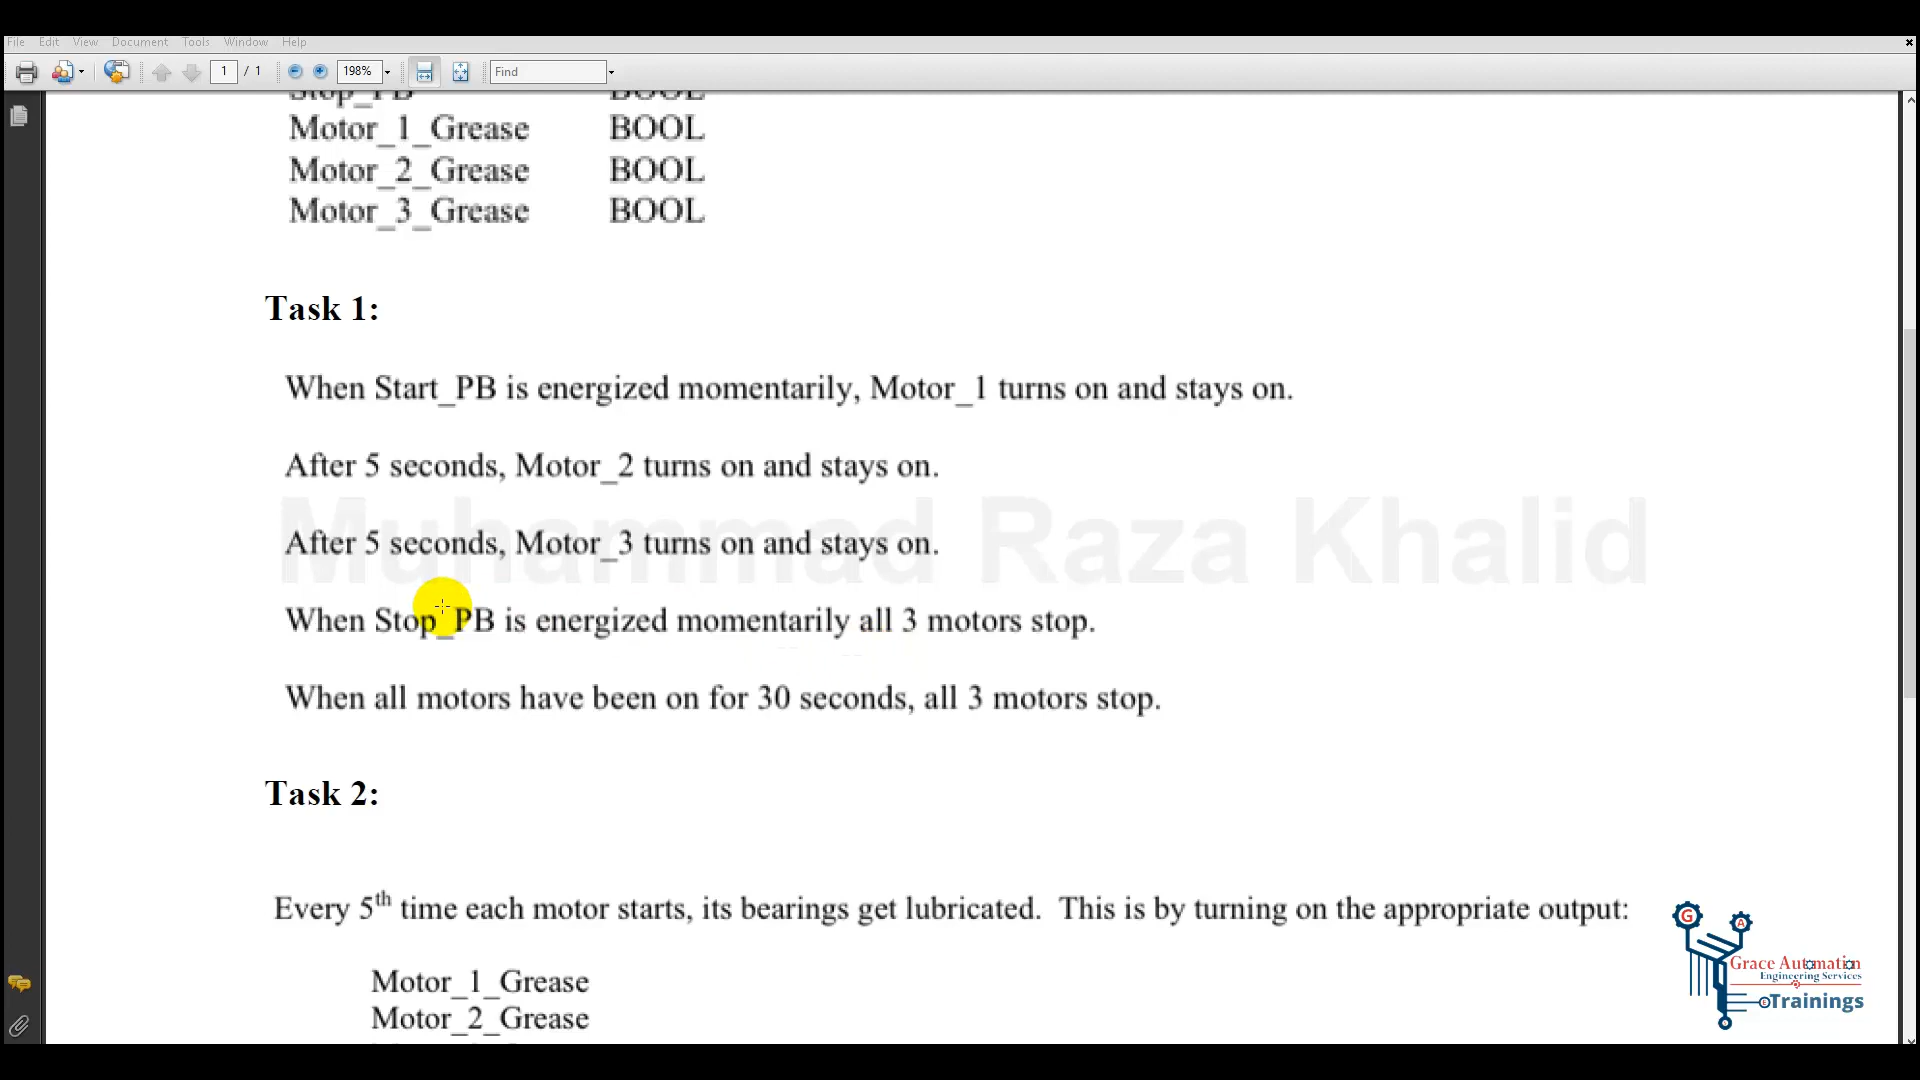 File Edit View Document Tools Window Help
1 / 1 198% Find
Stop_PB BOOL
Motor_1_Grease BOOL
Motor_2_Grease BOOL
Motor_3_Grease BOOL
Task 1:
When Start_PB is energized momentarily, Motor_1 turns on and stays on.
After 5 seconds, Motor_2 turns on and stays on.
Muhammad Raza Khalid
After 5 seconds, Motor_3 turns on and stays on.
When Stop_PB is energized momentarily all 3 motors stop.
When all motors have been on for 30 seconds, all 3 motors stop.
Task 2:
Every 5th time each motor starts, its bearings get lubricated. This is by turning on the appropriate output:
Motor_1_Grease
Motor_2_Grease
G A
Grace Automation
Engineering Services
eTrainings